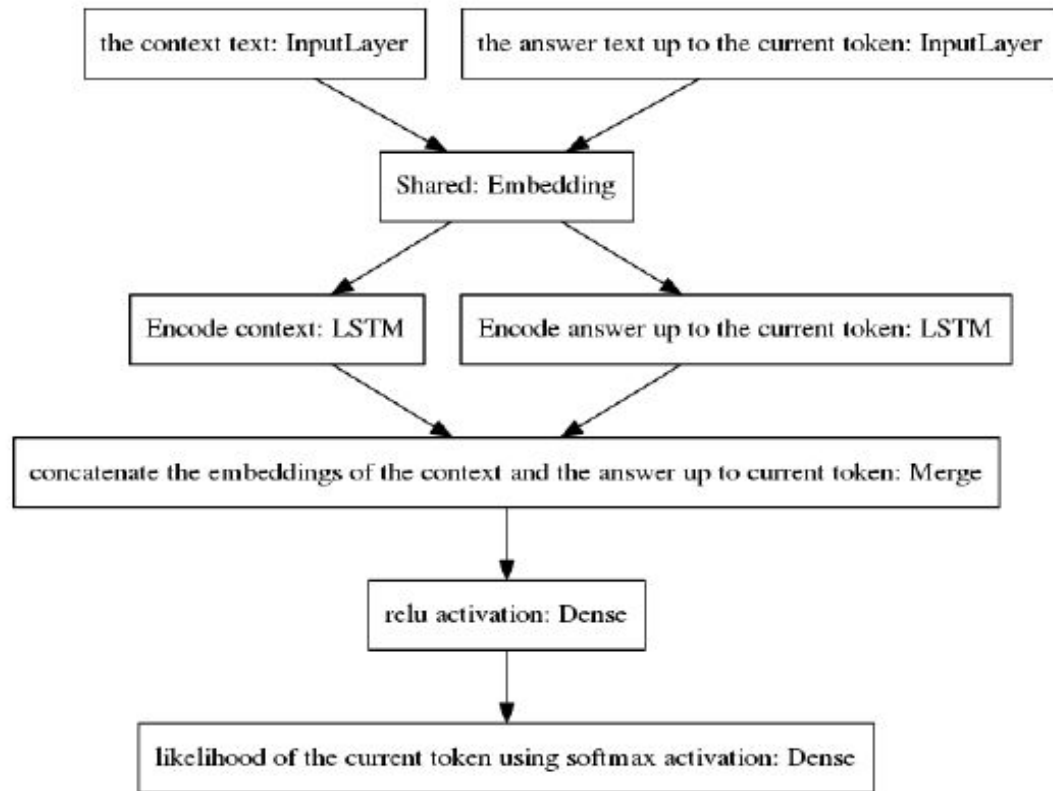 the context text: InputLayer
the answer text up to the current token: InputLayer
Shared: Embedding
Encode context: LSTM
Encode answer up to the current token: LSTM
concatenate the embeddings of the context and the answer up to current token: Merge
relu activation: Dense
likelihood of the current token using softmax activation: Dense